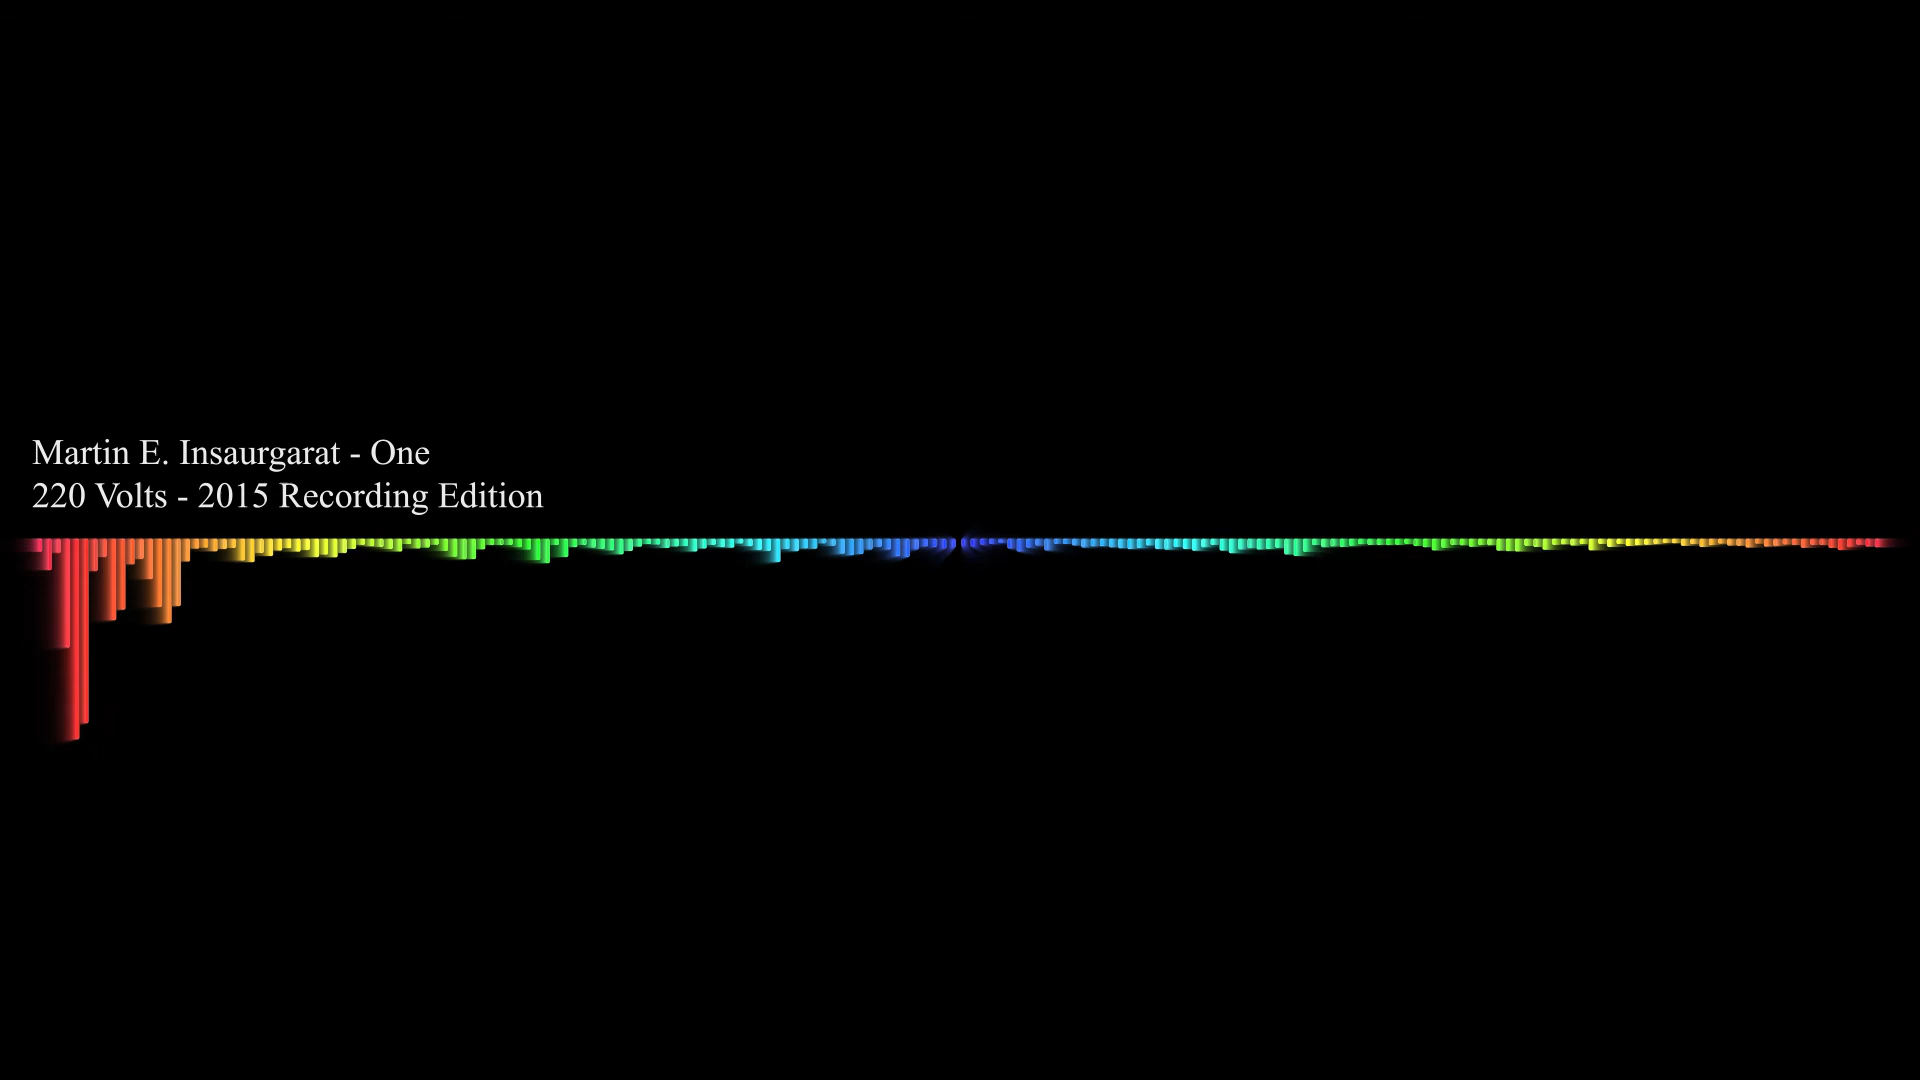 Martin E. Insaurgarat - One
220 Volts - 2015 Recording Edition